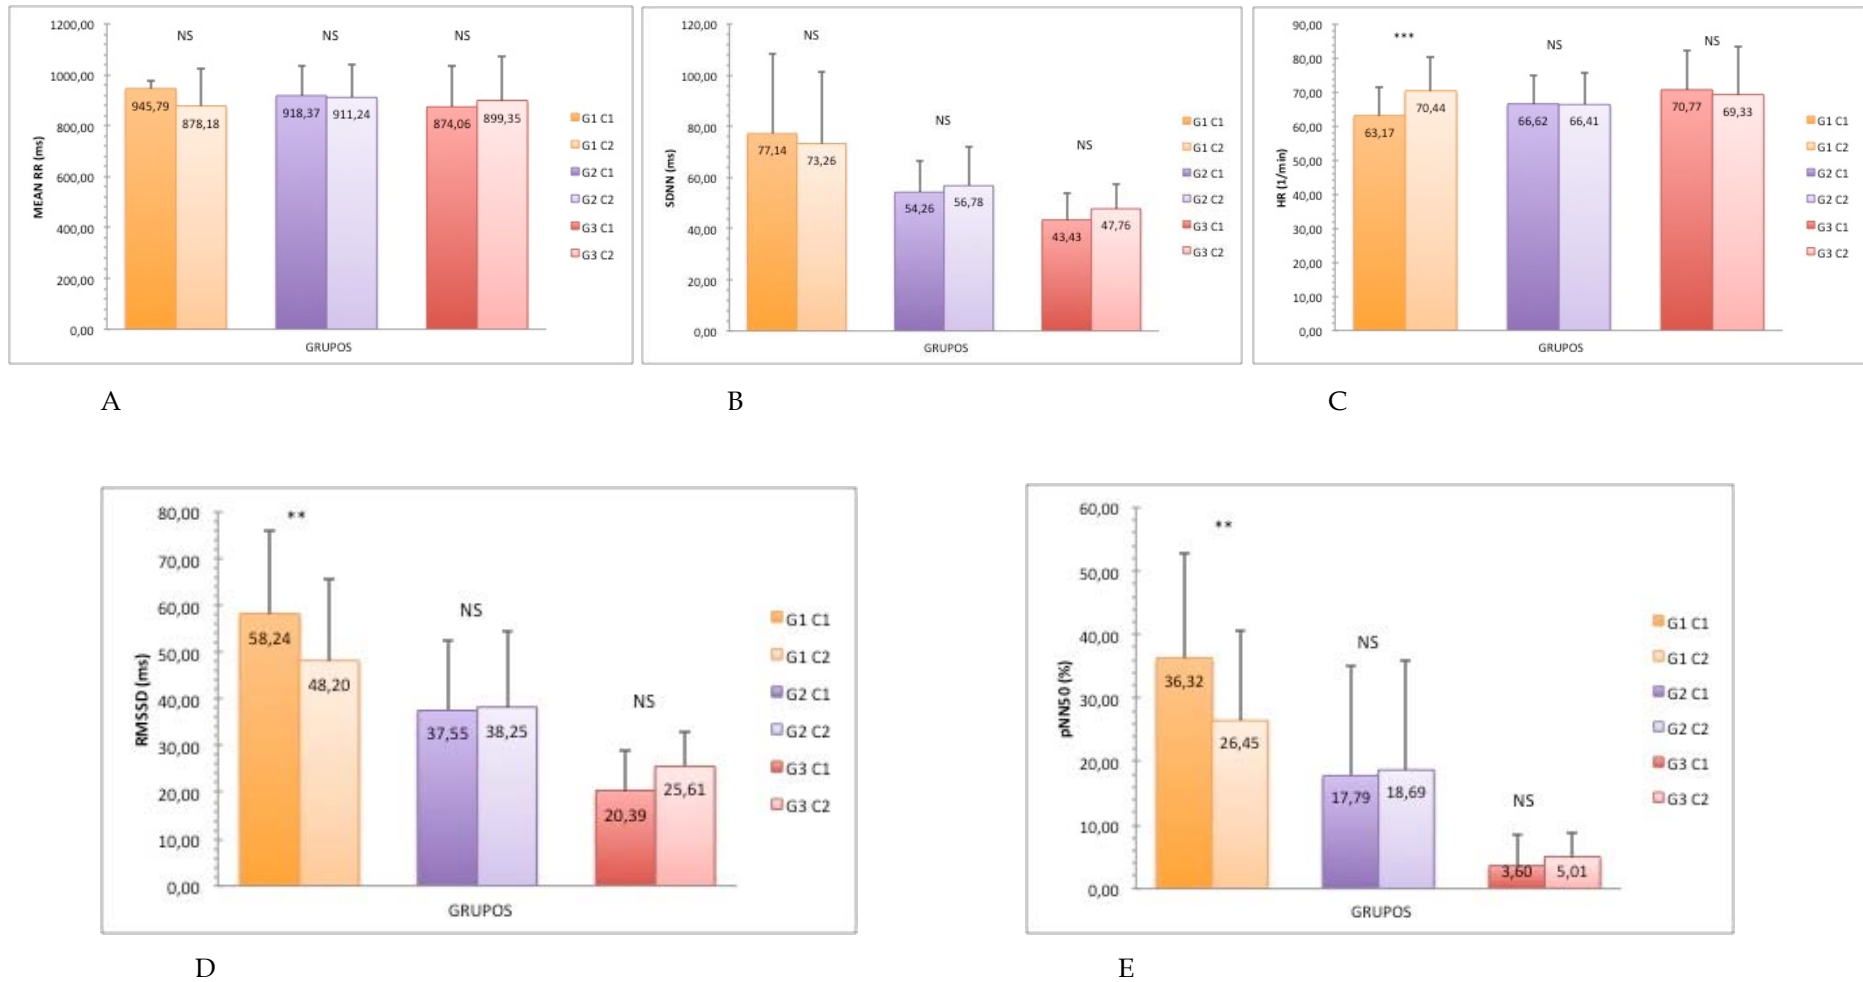 1200,00
1000,00
800,00
600,00
400,00
200,00
0,00
MEAN RR (ms)
NS
NS
NS
945,79
878,18
918,37
911,24
874,06
899,35
GRUPOS
G1 C1
G1 C2
G2 C1
G2 C2
G3 C1
G3 C2
A
120,00
100,00
80,00
60,00
40,00
20,00
0,00
SDNN (ms)
NS
NS
NS
77,14
73,26
54,26
56,78
43,43
47,76
GRUPOS
G1 C1
G1 C2
G2 C1
G2 C2
G3 C1
G3 C2
B
90,00
80,00
70,00
60,00
50,00
40,00
30,00
20,00
10,00
0,00
HR (1/min)
***
NS
NS
63,17
70,44
66,62
66,41
70,77
69,33
GRUPOS
G1 C1
G1 C2
G2 C1
G2 C2
G3 C1
G3 C2
C
80,00
70,00
60,00
50,00
40,00
30,00
20,00
10,00
0,00
RMSSD (ms)
**
NS
NS
58,24
48,20
37,55
38,25
20,39
25,61
GRUPOS
G1 C1
G1 C2
G2 C1
G2 C2
G3 C1
G3 C2
D
60,00
50,00
40,00
30,00
20,00
10,00
0,00
pNN50 (%)
**
NS
NS
36,32
26,45
17,79
18,69
3,60
5,01
GRUPOS
G1 C1
G1 C2
G2 C1
G2 C2
G3 C1
G3 C2
E